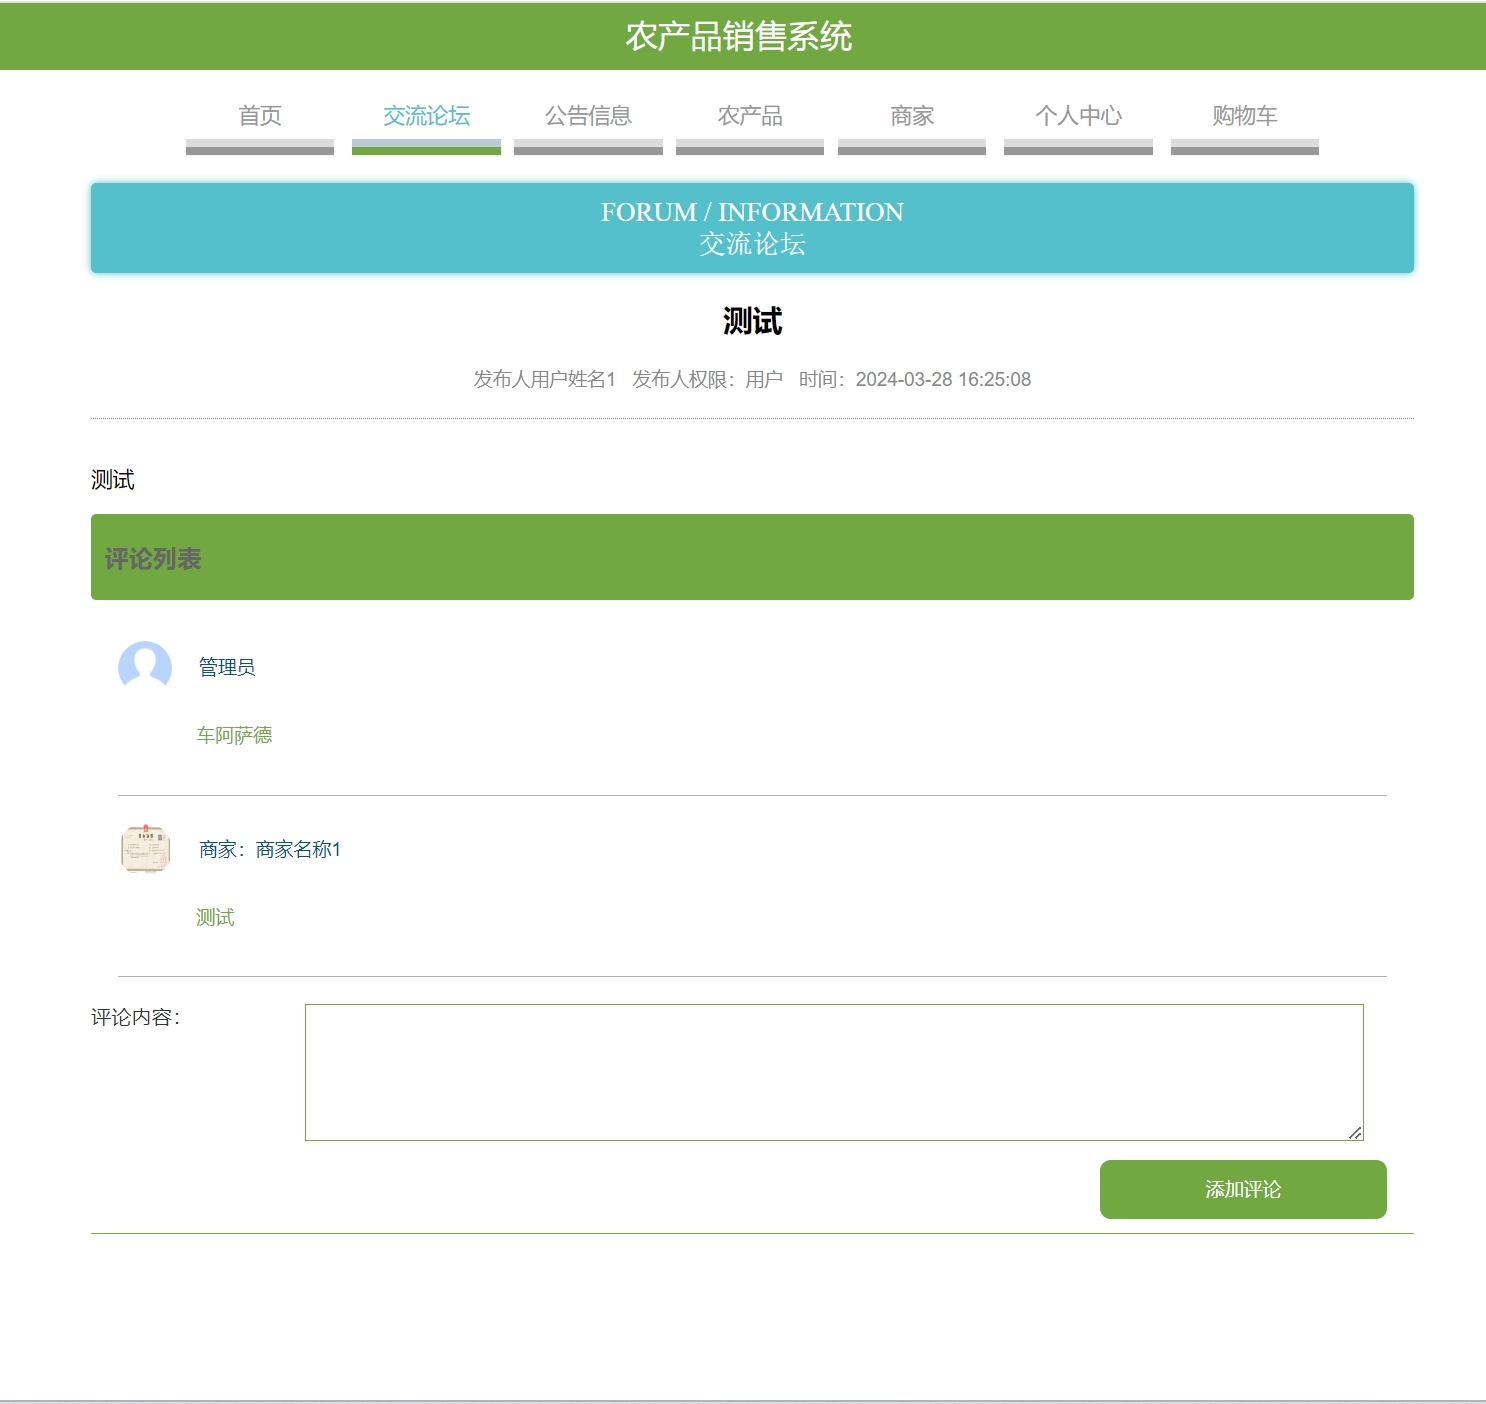 农产品销售系统
首页 交流论坛 公告信息 农产品 商家 个人中心 购物车
FORUM / INFORMATION
交流论坛
测试
发布人用户姓名1 发布人权限：用户 时间：2024-03-28 16:25:08
测试
评论列表
管理员
车阿萨德
商家：商家名称1
测试
评论内容：
添加评论